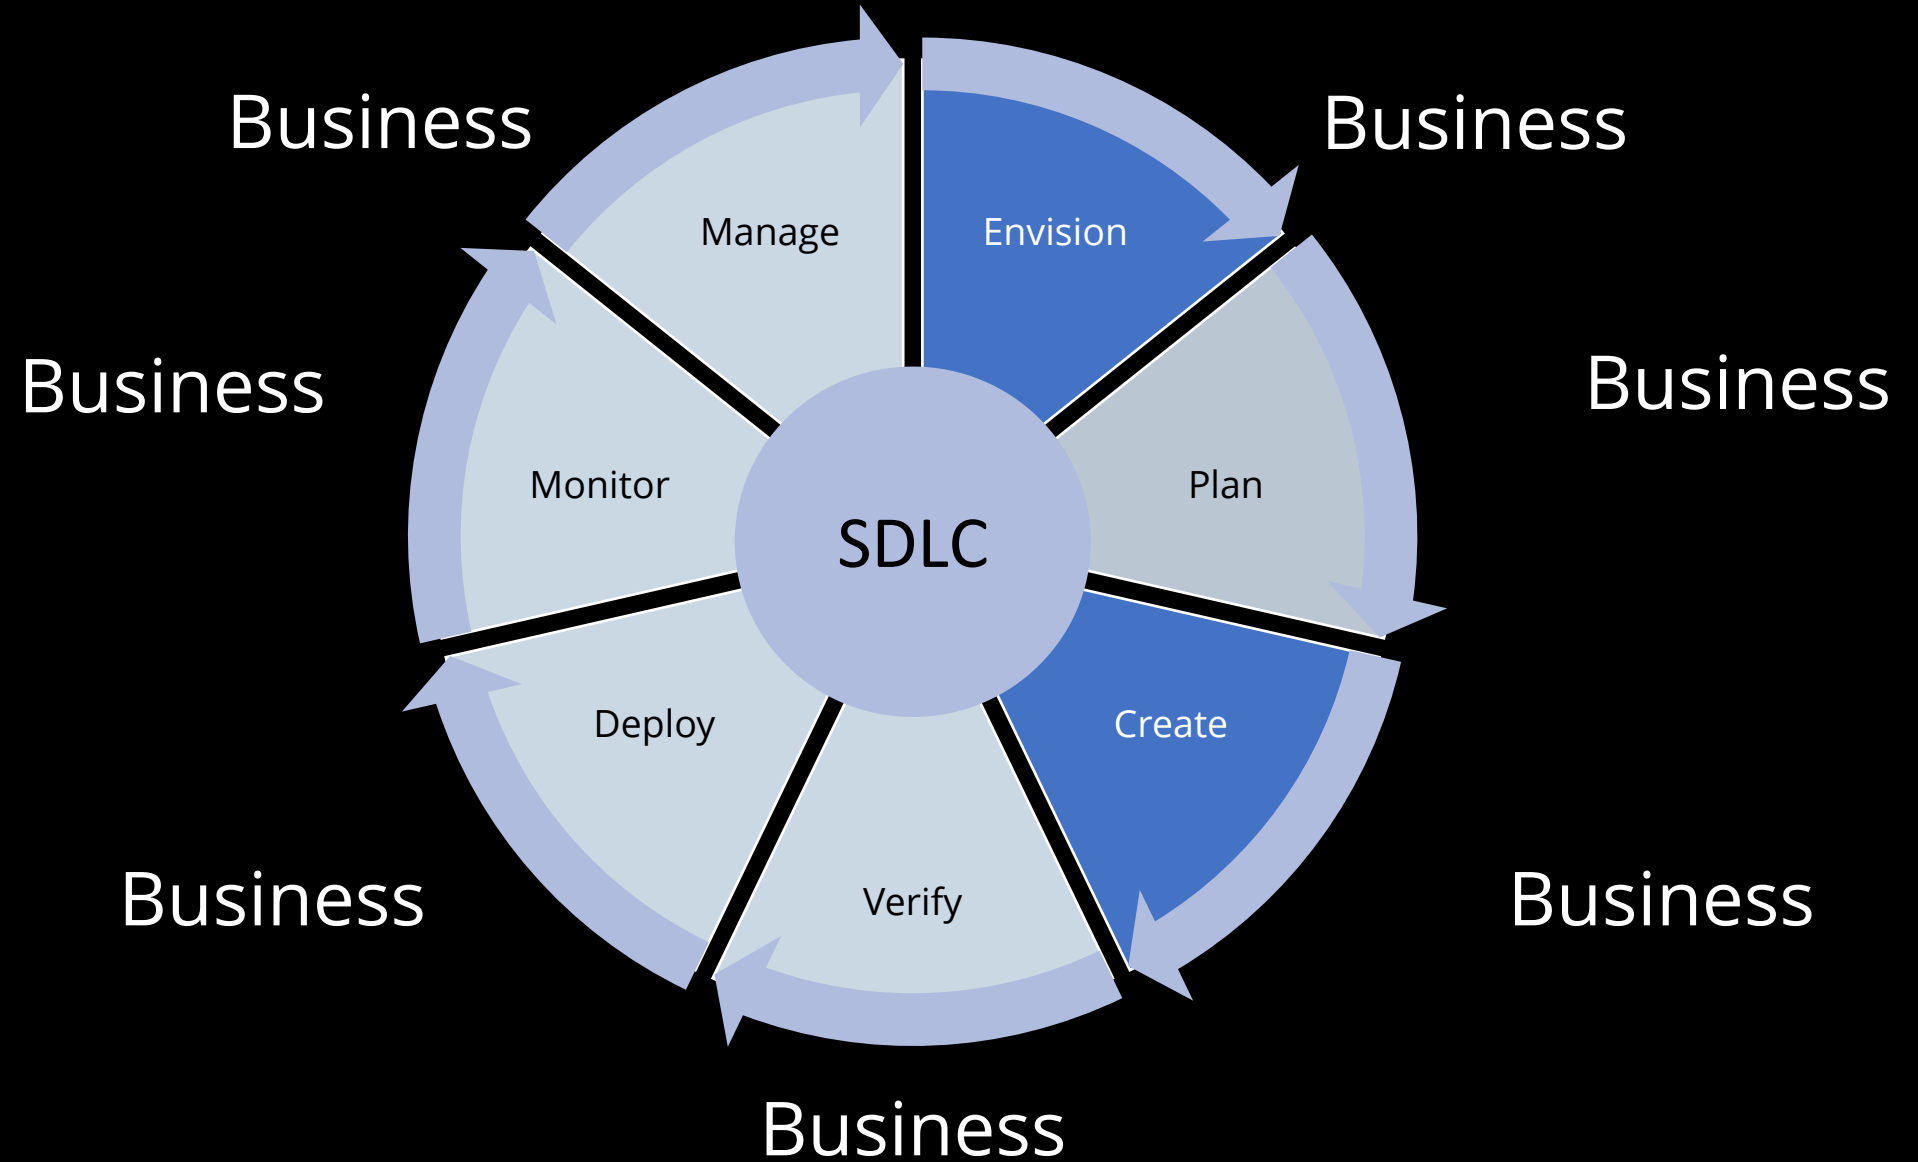 Business
Business
Manage
Envision
Business
Business
Monitor
Plan
SDLC
Deploy
Create
Business
Business
Verify
Business